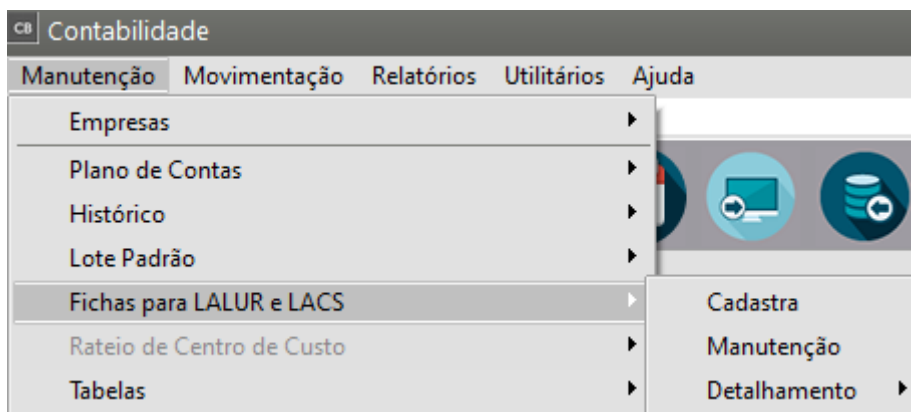 CB Contabilidade
Manutenção Movimentação Relatórios Utilitários Ajuda
Empresas
Plano de Contas
Histórico
Lote Padrão
Fichas para LALUR e LACS
Cadastra
Rateio de Centro de Custo
Manutenção
Tabelas
Detalhamento